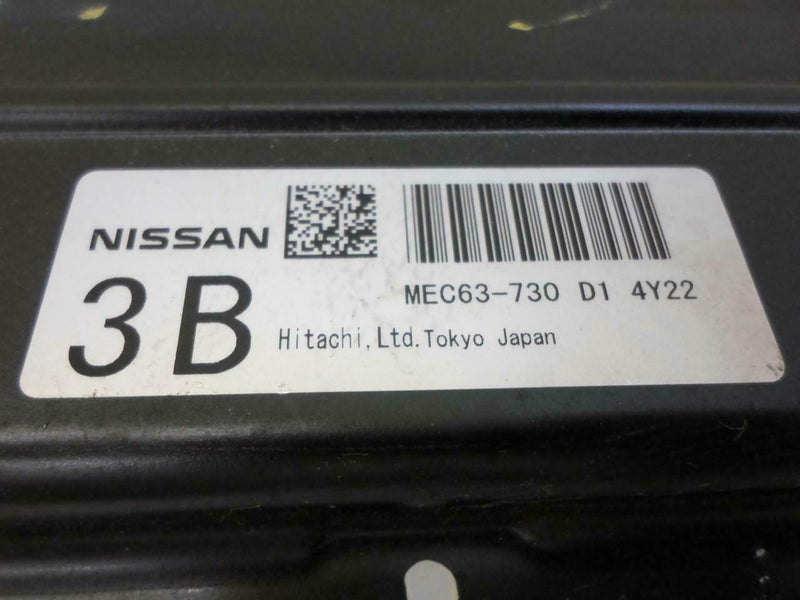 NISSAN
3B
MEC63-730 D1 4Y22
Hitachi,Ltd.Tokyo Japan